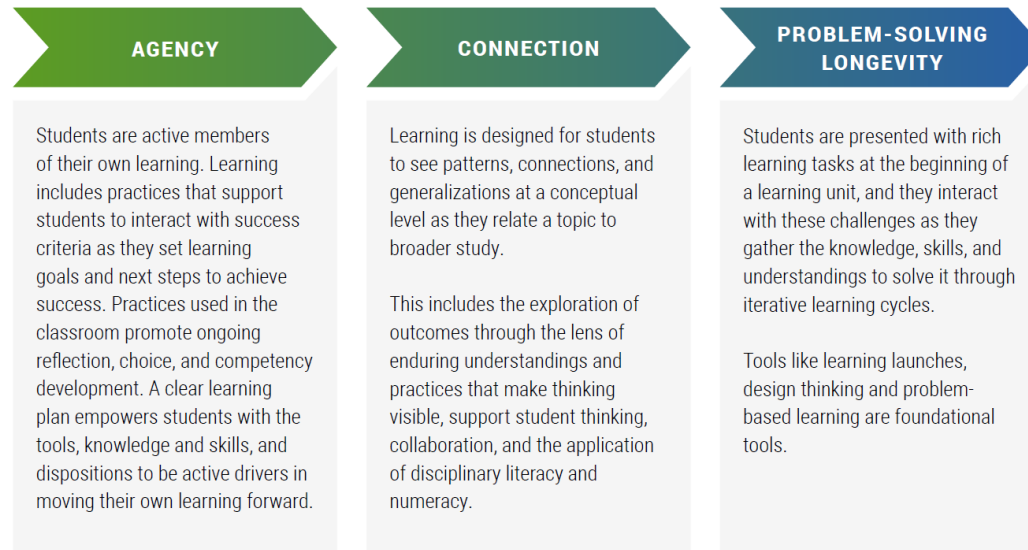 AGENCY
Students are active members
of their own learning. Learning
includes practices that support
students to interact with success
criteria as they set learning
goals and next steps to achieve
success. Practices used in the
classroom promote ongoing
reflection, choice, and competency
development. A clear learning
plan empowers students with the
tools, knowledge and skills, and
dispositions to be active drivers in
moving their own learning forward.
CONNECTION
Learning is designed for students
to see patterns, connections, and
generalizations at a conceptual
level as they relate a topic to
broader study.
This includes the exploration of
outcomes through the lens of
enduring understandings and
practices that make thinking
visible, support student thinking,
collaboration, and the application
of disciplinary literacy and
numeracy.
PROBLEM-SOLVING
LONGEVITY
Students are presented with rich
learning tasks at the beginning of
a learning unit, and they interact
with these challenges as they
gather the knowledge, skills, and
understandings to solve it through
iterative learning cycles.
Tools like learning launches,
design thinking and problem-
based learning are foundational
tools.